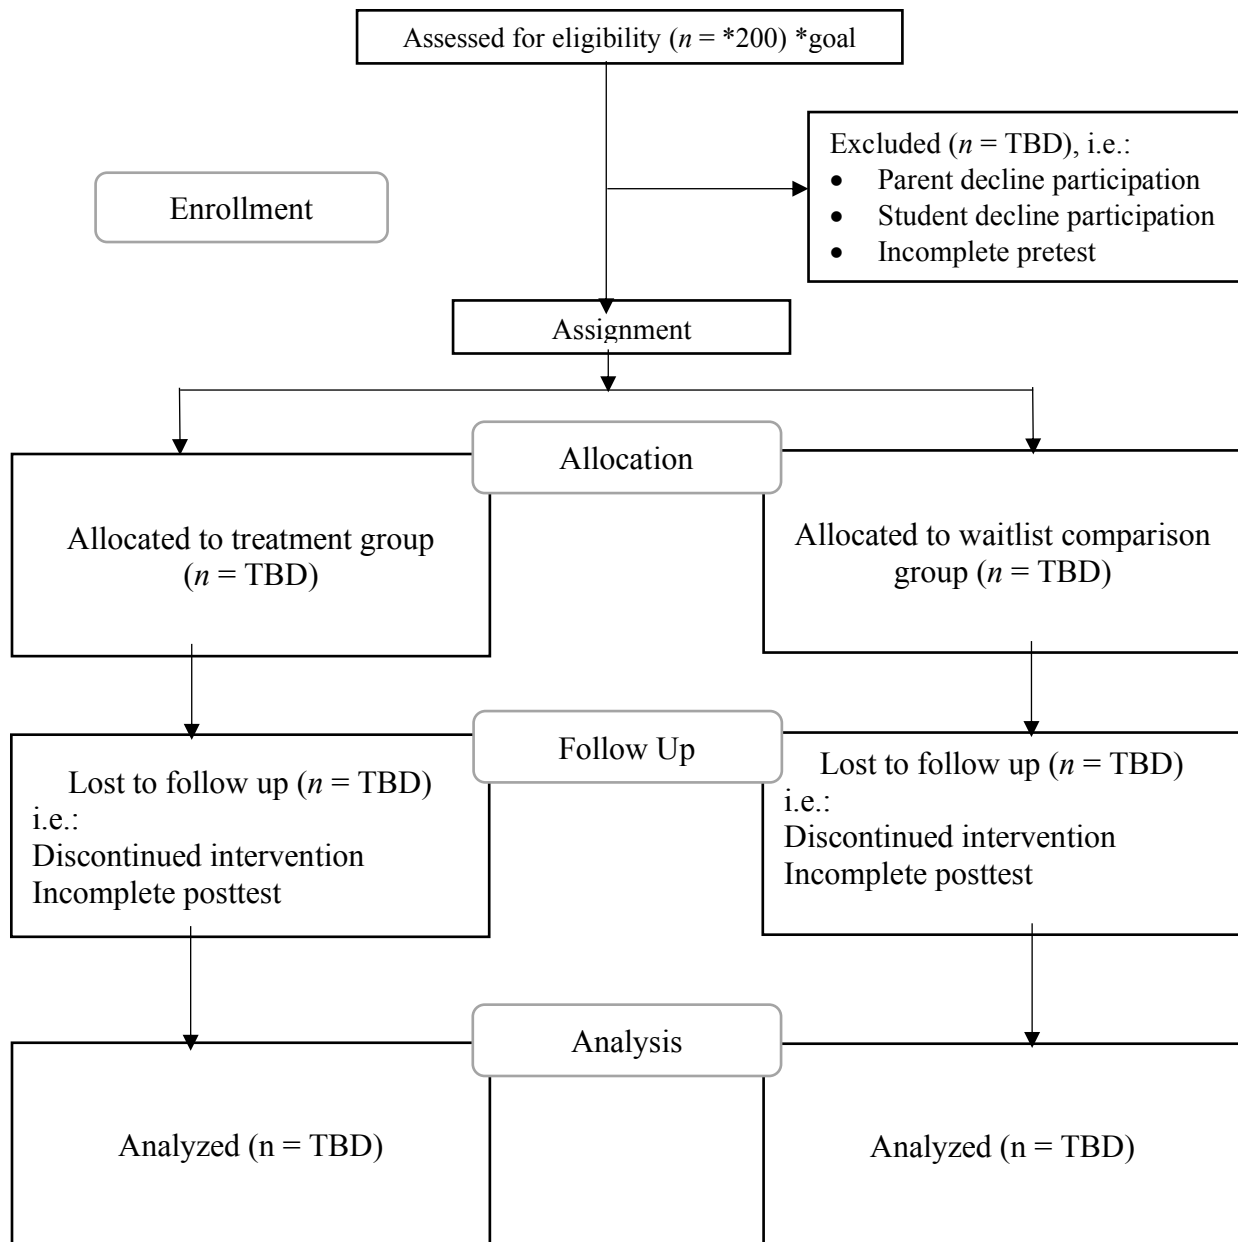 Assessed for eligibility (n = *200) *goal
Excluded (n = TBD), i.e.:
• Parent decline participation
• Student decline participation
• Incomplete pretest
Enrollment
Assignment
Allocation
Allocated to treatment group
(n = TBD)
Allocated to waitlist comparison
group (n = TBD)
Follow Up
Lost to follow up (n = TBD)
i.e.:
Discontinued intervention
Incomplete posttest
Lost to follow up (n = TBD)
i.e.:
Discontinued intervention
Incomplete posttest
Analysis
Analyzed (n = TBD)
Analyzed (n = TBD)